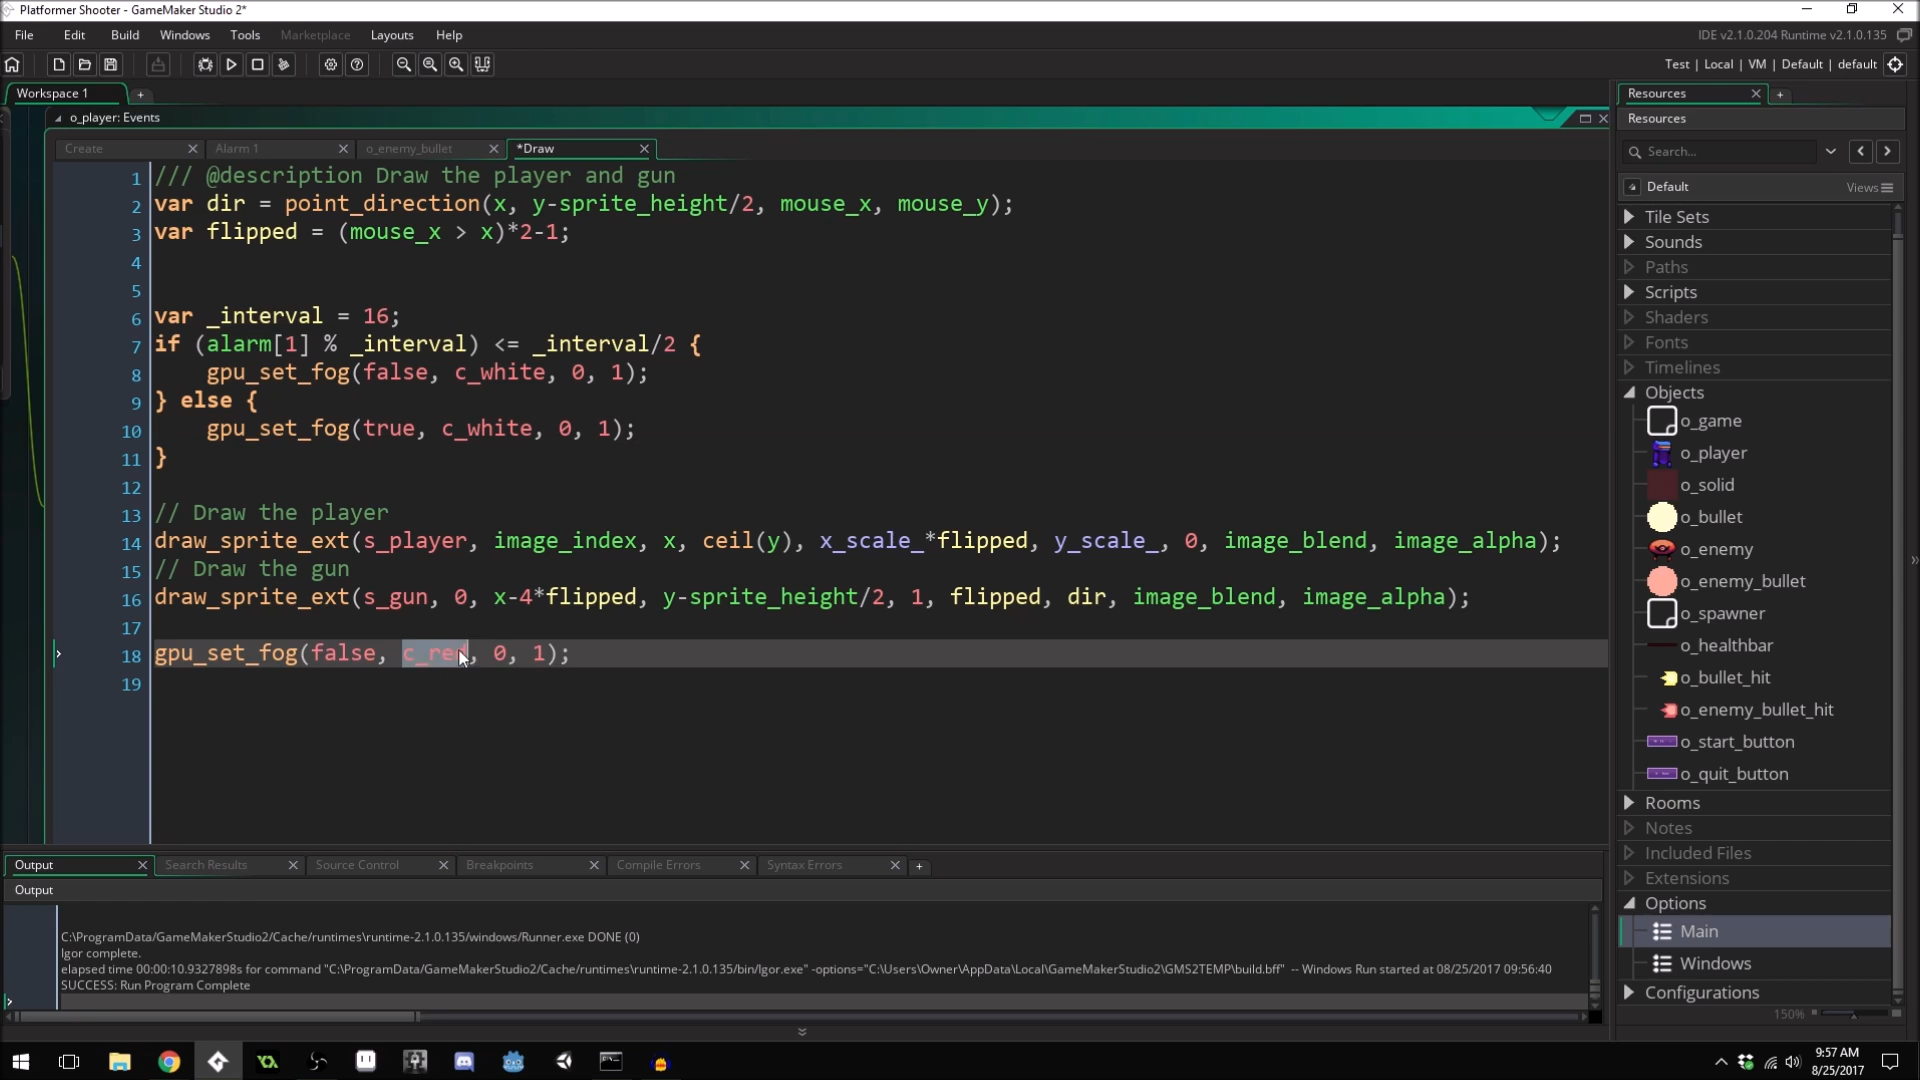 Platformer Shooter - GameMaker Studio 2*
File Edit Build Windows Tools Marketplace Layouts Help
IDE v2.1.0.204 Runtime v2.1.0.135
Test | Local | VM | Default | default
Workspace 1
o_player: Events
Create Alarm 1 o_enemy_bullet *Draw
1 /// @description Draw the player and gun
2 var dir = point_direction(x, y-sprite_height/2, mouse_x, mouse_y);
3 var flipped = (mouse_x > x)*2-1;
4
5
6 var _interval = 16;
7 if (alarm[1] % _interval) <= _interval/2 {
8 gpu_set_fog(false, c_white, 0, 1);
9 } else {
10 gpu_set_fog(true, c_white, 0, 1);
11 }
12
13 // Draw the player
14 draw_sprite_ext(s_player, image_index, x, ceil(y), x_scale_*flipped, y_scale_, 0, image_blend, image_alpha);
15 // Draw the gun
16 draw_sprite_ext(s_gun, 0, x-4*flipped, y-sprite_height/2, 1, flipped, dir, image_blend, image_alpha);
17
18 gpu_set_fog(false, c_red, 0, 1);
19
Resources
Resources
Search...
Default Views
Tile Sets
Sounds
Paths
Scripts
Shaders
Fonts
Timelines
Objects
o_game
o_player
o_solid
o_bullet
o_enemy
o_enemy_bullet
o_spawner
o_healthbar
o_bullet_hit
o_enemy_bullet_hit
o_start_button
o_quit_button
Rooms
Notes
Included Files
Extensions
Options
Main
Windows
Configurations
150%
Output Search Results Source Control Breakpoints Compile Errors Syntax Errors
Output
C:\ProgramData/GameMakerStudio2/Cache/runtimes\runtime-2.1.0.135/windows/Runner.exe DONE (0)
Igor complete.
elapsed time 00:00:10.9327898s for command "C:\ProgramData/GameMakerStudio2/Cache/runtimes\runtime-2.1.0.135/bin/Igor.exe" -options="C:\Users\Owner\AppData\Local\GameMakerStudio2\GMS2TEMP\build.bff" -- Windows Run started at 08/25/2017 09:56:40
SUCCESS: Run Program Complete
9:57 AM
8/25/2017